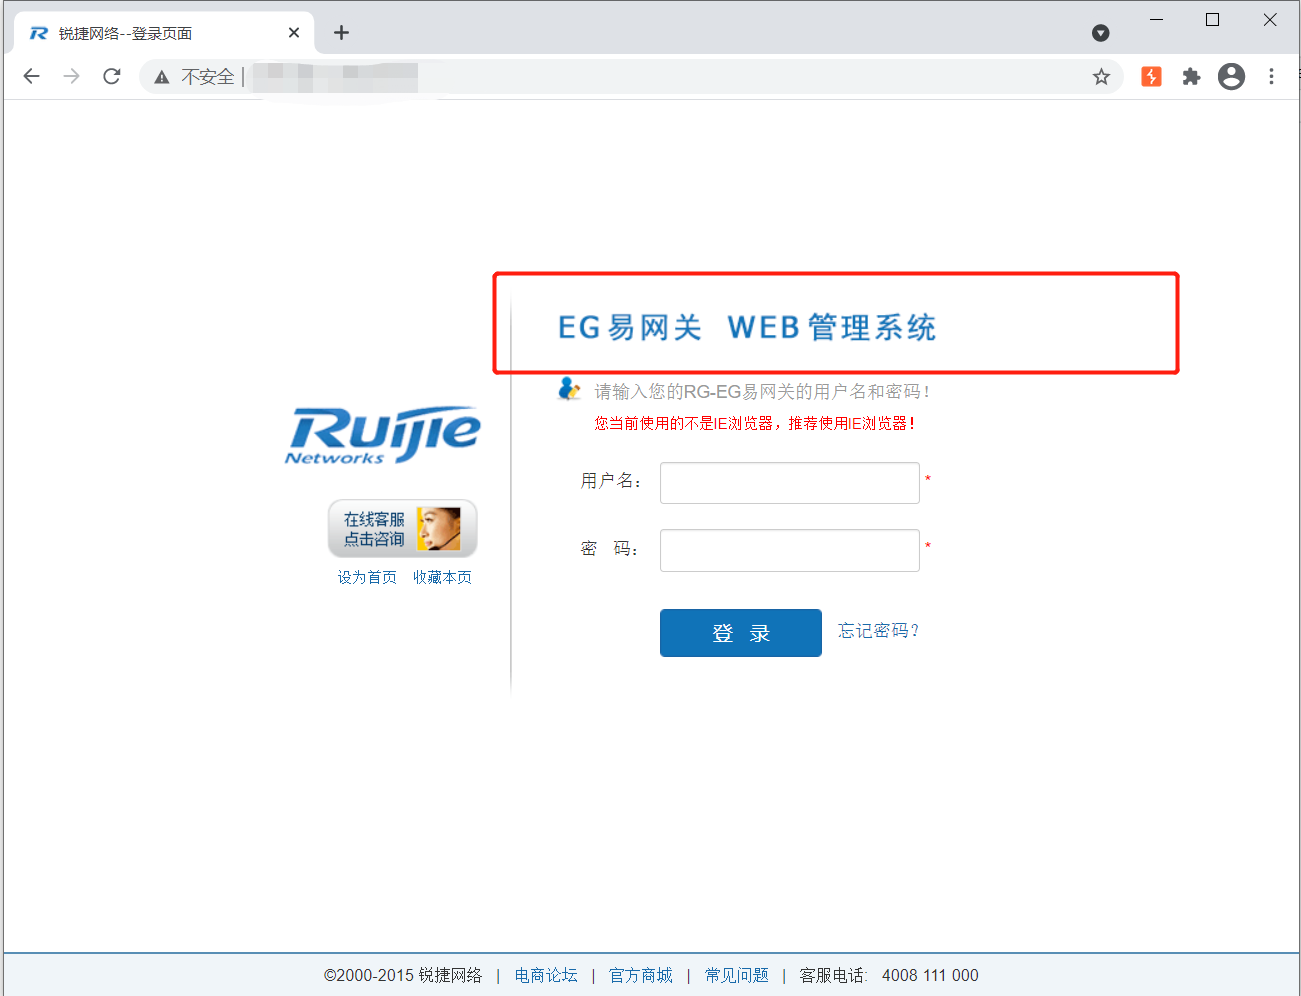 锐捷网络--登录页面
不安全
EG易网关 WEB管理系统
请输入您的RG-EG易网关的用户名和密码！
您当前使用的不是IE浏览器，推荐使用IE浏览器！
Ruijie
Networks
用户名： *
在线客服
点击咨询
密 码： *
设为首页 收藏本页
登 录 忘记密码？
©2000-2015 锐捷网络 | 电商论坛 | 官方商城 | 常见问题 | 客服电话: 4008 111 000